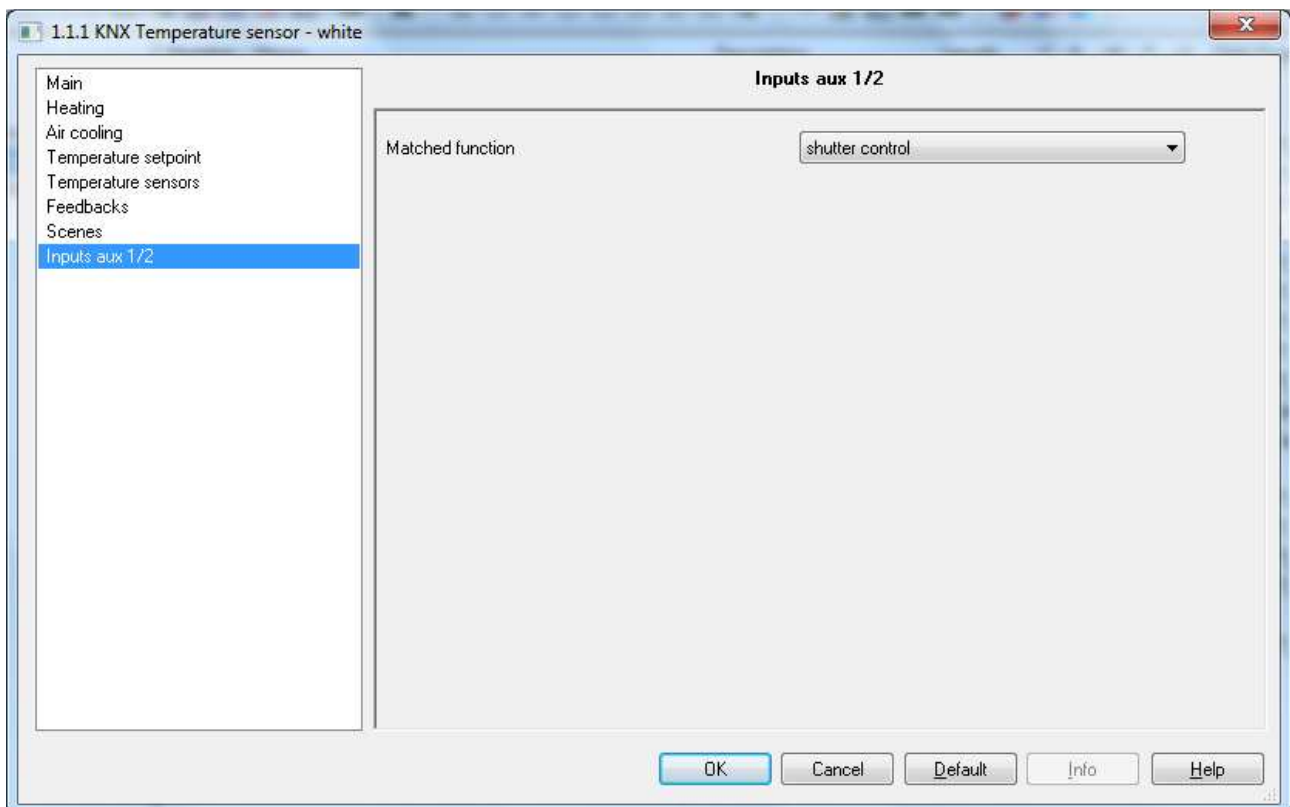 1.1.1 KNX Temperature sensor - white
Main
Heating
Air cooling
Temperature setpoint
Temperature sensors
Feedbacks
Scenes
Inputs aux 1/2
Inputs aux 1/2
Matched function
shutter control
OK
Cancel
Default
Info
Help